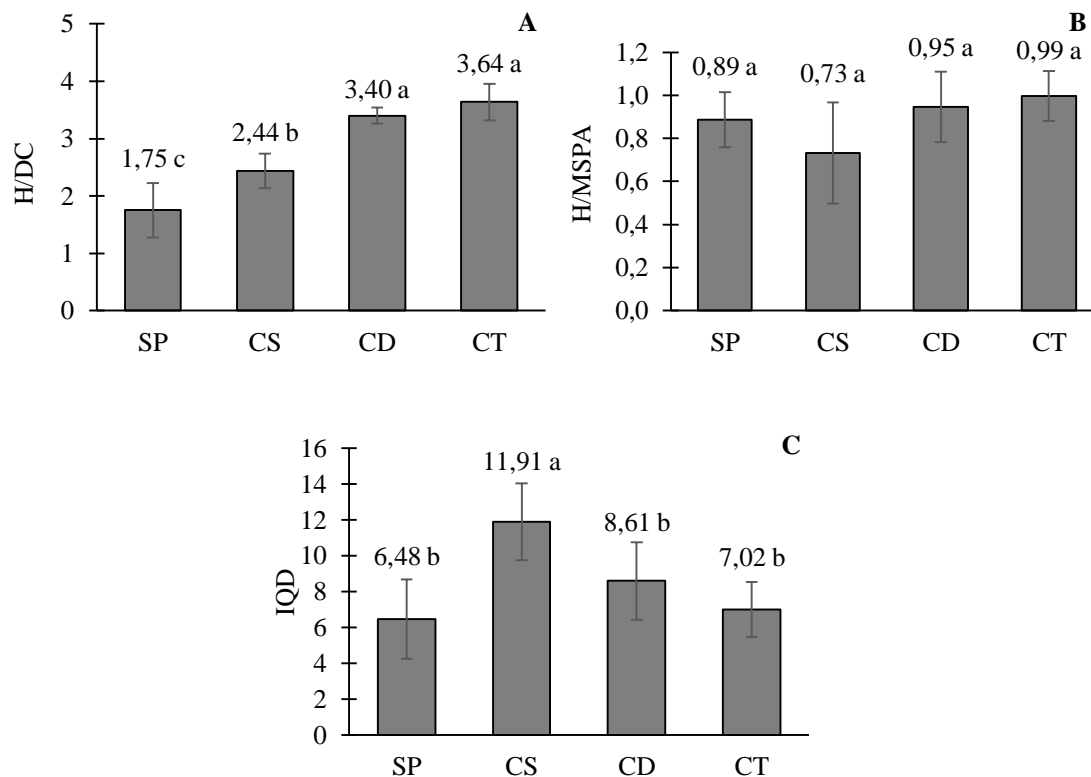 A
H/DC
5
4
3
2
1
0
1,75 c
2,44 b
3,40 a
3,64 a
SP CS CD CT
B
H/MSPA
1,2
1,0
0,8
0,6
0,4
0,2
0,0
0,89 a
0,73 a
0,95 a
0,99 a
SP CS CD CT
C
IQD
16
14
12
10
8
6
4
2
0
6,48 b
11,91 a
8,61 b
7,02 b
SP CS CD CT